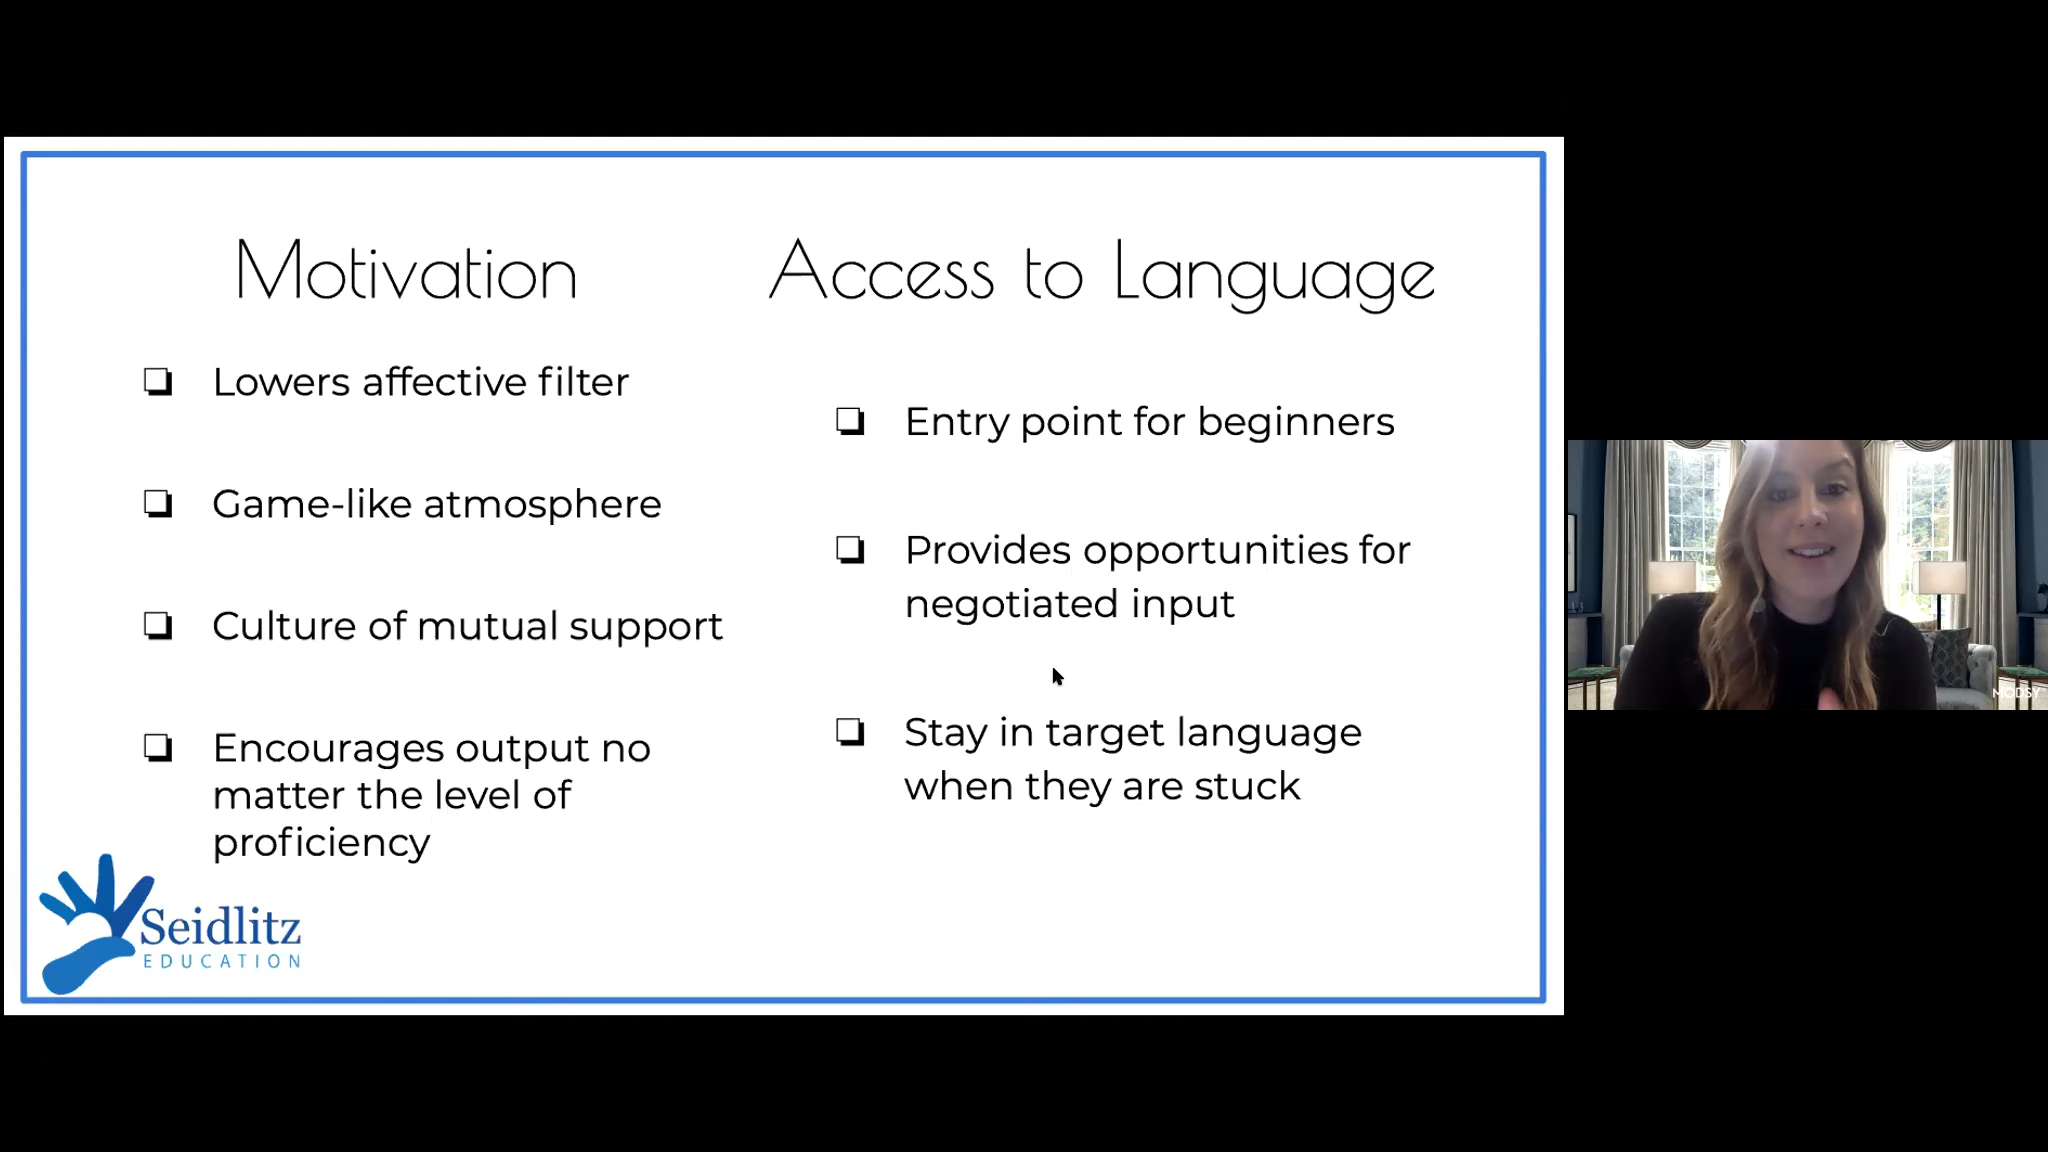 Motivation
Lowers affective filter
Game-like atmosphere
Culture of mutual support
Encourages output no
matter the level of
proficiency
Access to Language
Entry point for beginners
Provides opportunities for
negotiated input
Stay in target language
when they are stuck
Seidlitz
EDUCATION
MODSY